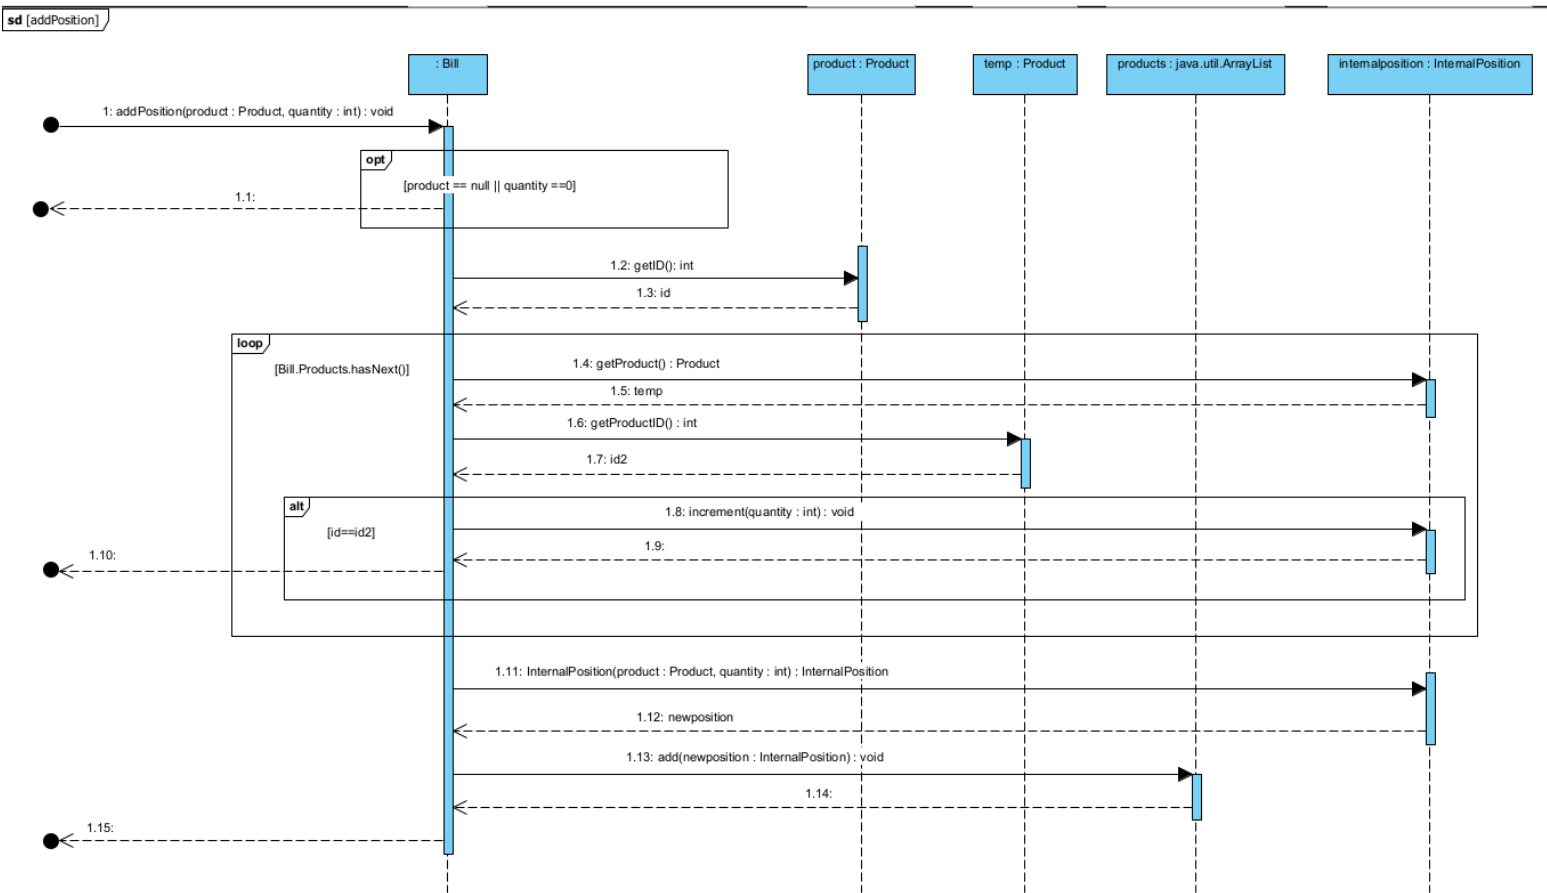 sd [addPosition]
: Bill
product : Product
temp : Product
products : java.util.ArrayList
internalposition : InternalPosition
1: addPosition(product : Product, quantity : int) : void
opt
[product == null || quantity ==0]
1.1:
1.2: getID(): int
1.3: id
loop
[Bill.Products.hasNext()]
1.4: getProduct() : Product
1.5: temp
1.6: getProductID() : int
1.7: id2
alt
[id==id2]
1.8: increment(quantity : int) : void
1.9:
1.10:
1.11: InternalPosition(product : Product, quantity : int) : InternalPosition
1.12: newposition
1.13: add(newposition : InternalPosition) : void
1.14:
1.15: